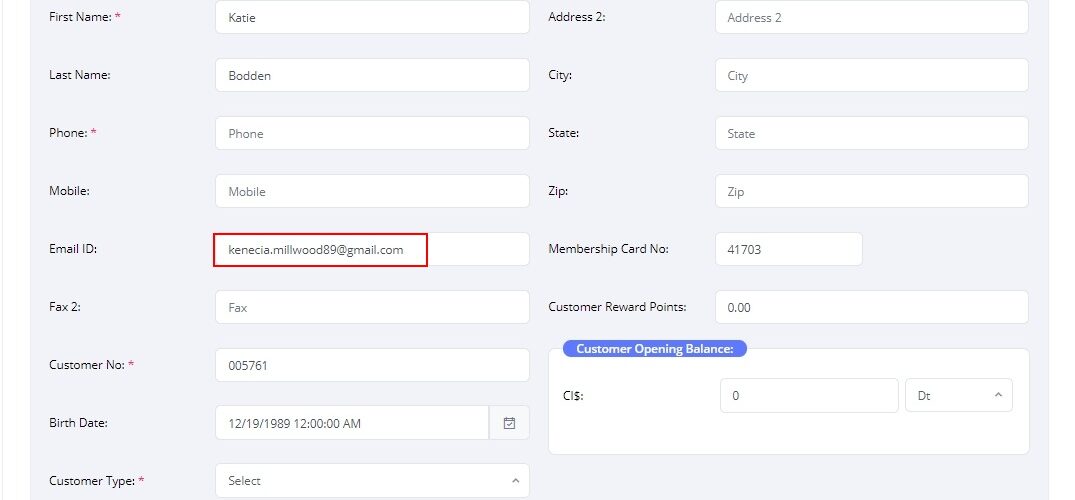 First Name: * Katie Address 2: Address 2
Last Name: Bodden City: City
Phone: * Phone State: State
Mobile: Mobile Zip: Zip
Email ID: kenecia.millwood89@gmail.com Membership Card No: 41703
Fax 2: Fax Customer Reward Points: 0.00
Customer Opening Balance:
Customer No: * 005761
CI$: 0 Dt
Birth Date: 12/19/1989 12:00:00 AM
Customer Type: * Select